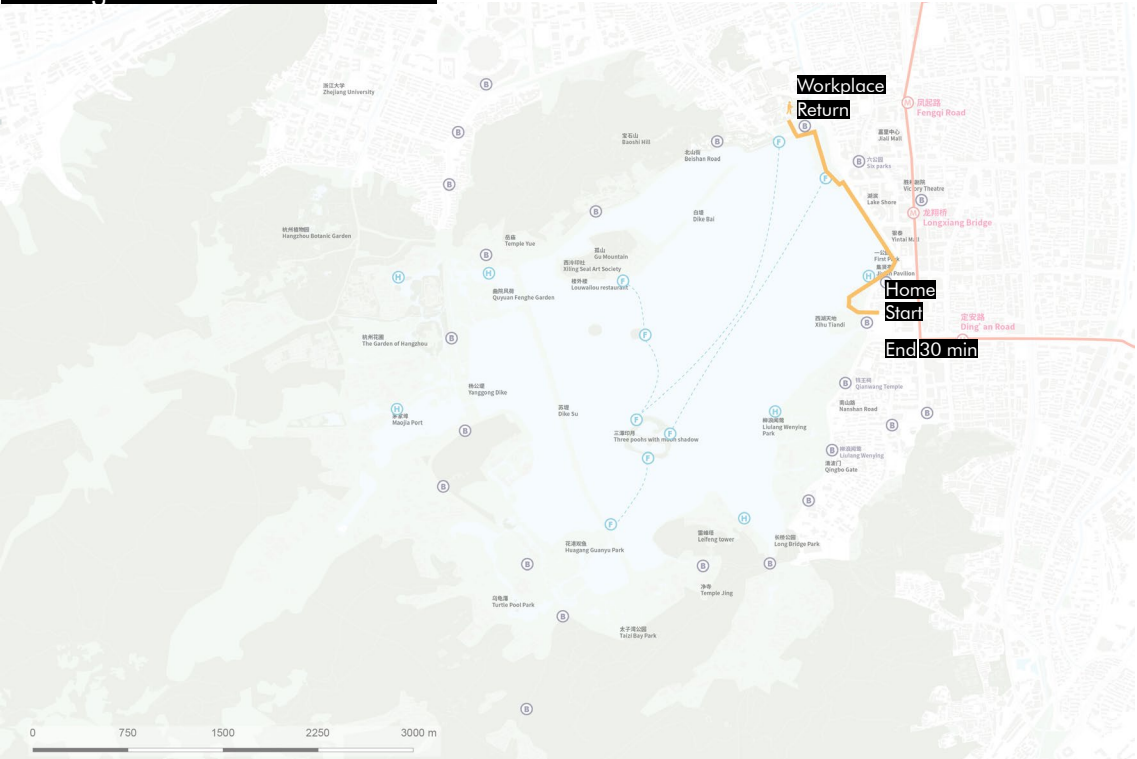 Workplace
Return
浙江大学
Zhejiang University
凤起路
Fengqi Road
嘉里中心
Jiali Mall
宝石山
Baoshi Hill
北山街
Beishan Road
六公园
Six parks
Victory Theatre
湖滨
Lake Shore
白堤
Dike Bai
龙翔桥
Longxiang Bridge
杭州植物园
Hangzhou Botanic Garden
岳庙
Temple Yue
银泰
Yintai Mall
孤山
Gu Mountain
一公园
First Park
西泠印社
Xiling Seal Art Society
Pavilion
楼外楼
Louwailou restaurant
曲院风荷
Quyuan Fenghe Garden
Home
Start
西湖天地
Xihu Tiandi
定安路
Ding' an Road
杭州花圃
The Garden of Hangzhou
End 30 min
杨公堤
Yanggong Dike
钱王祠
Qianwang Temple
南山路
Nanshan Road
苏堤
Dike Su
茅家埠
Maojia Port
柳浪闻莺
Liulang Wenying
Park
三潭印月
Three pools with moon shadow
柳浪闻莺
Liulang Wenying
清波门
Qingbo Gate
雷峰塔
Leifeng tower
长桥公园
Long Bridge Park
花港观鱼
Huagang Guanyu Park
净寺
Temple Jing
乌龟潭
Turtle Pool Park
太子湾公园
Taizi Bay Park
0 750 1500 2250 3000 m